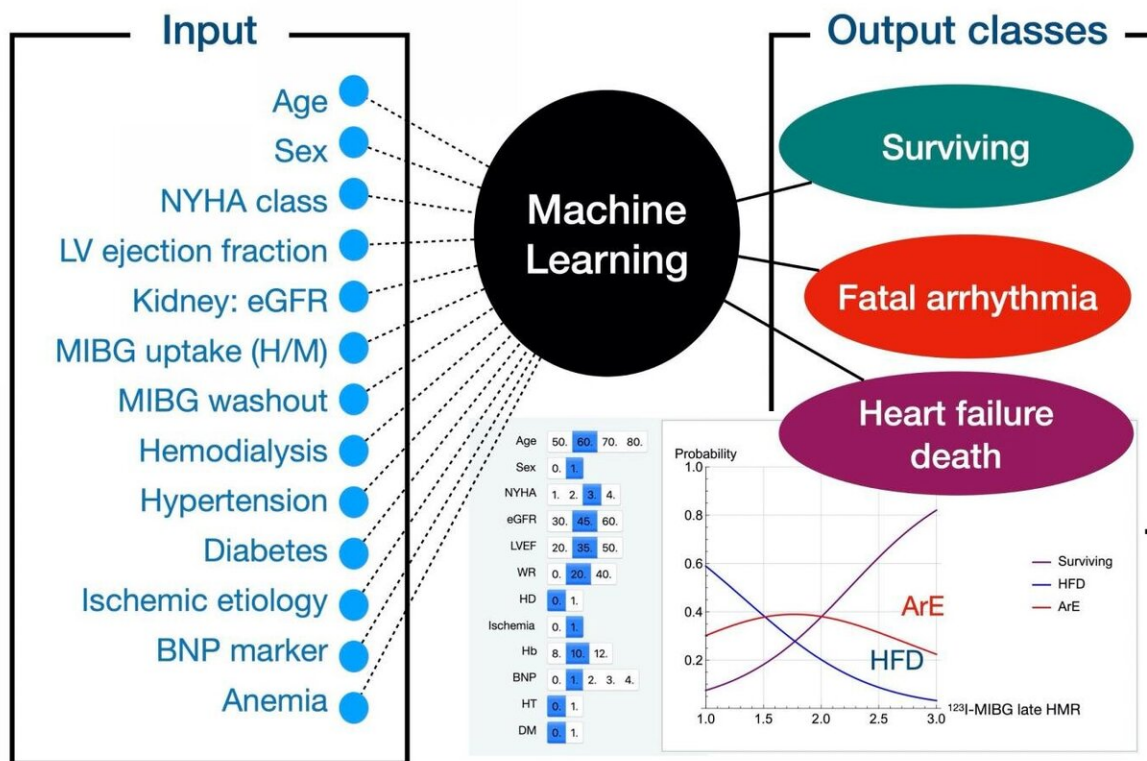 Input
Age
Sex
NYHA class
LV ejection fraction
Kidney: eGFR
MIBG uptake (H/M)
MIBG washout
Hemodialysis
Hypertension
Diabetes
Ischemic etiology
BNP marker
Anemia
Machine
Learning
Output classes
Surviving
Fatal arrhythmia
Heart failure
death
Age 50. 60. 70. 80.
Sex 0. 1.
NYHA 1. 2. 3. 4.
eGFR 30. 45. 60.
LVEF 20. 35. 50.
WR 0. 20. 40.
HD 0. 1.
Ischemia 0. 1.
Hb 8. 10. 12.
BNP 0. 1. 2. 3. 4.
HT 0. 1.
DM 0. 1.
Probability
1.0
0.8
0.6
0.4
0.2
ArE
HFD
Surviving
HFD
ArE
1.0 1.5 2.0 2.5 3.0
¹²³I-MIBG late HMR